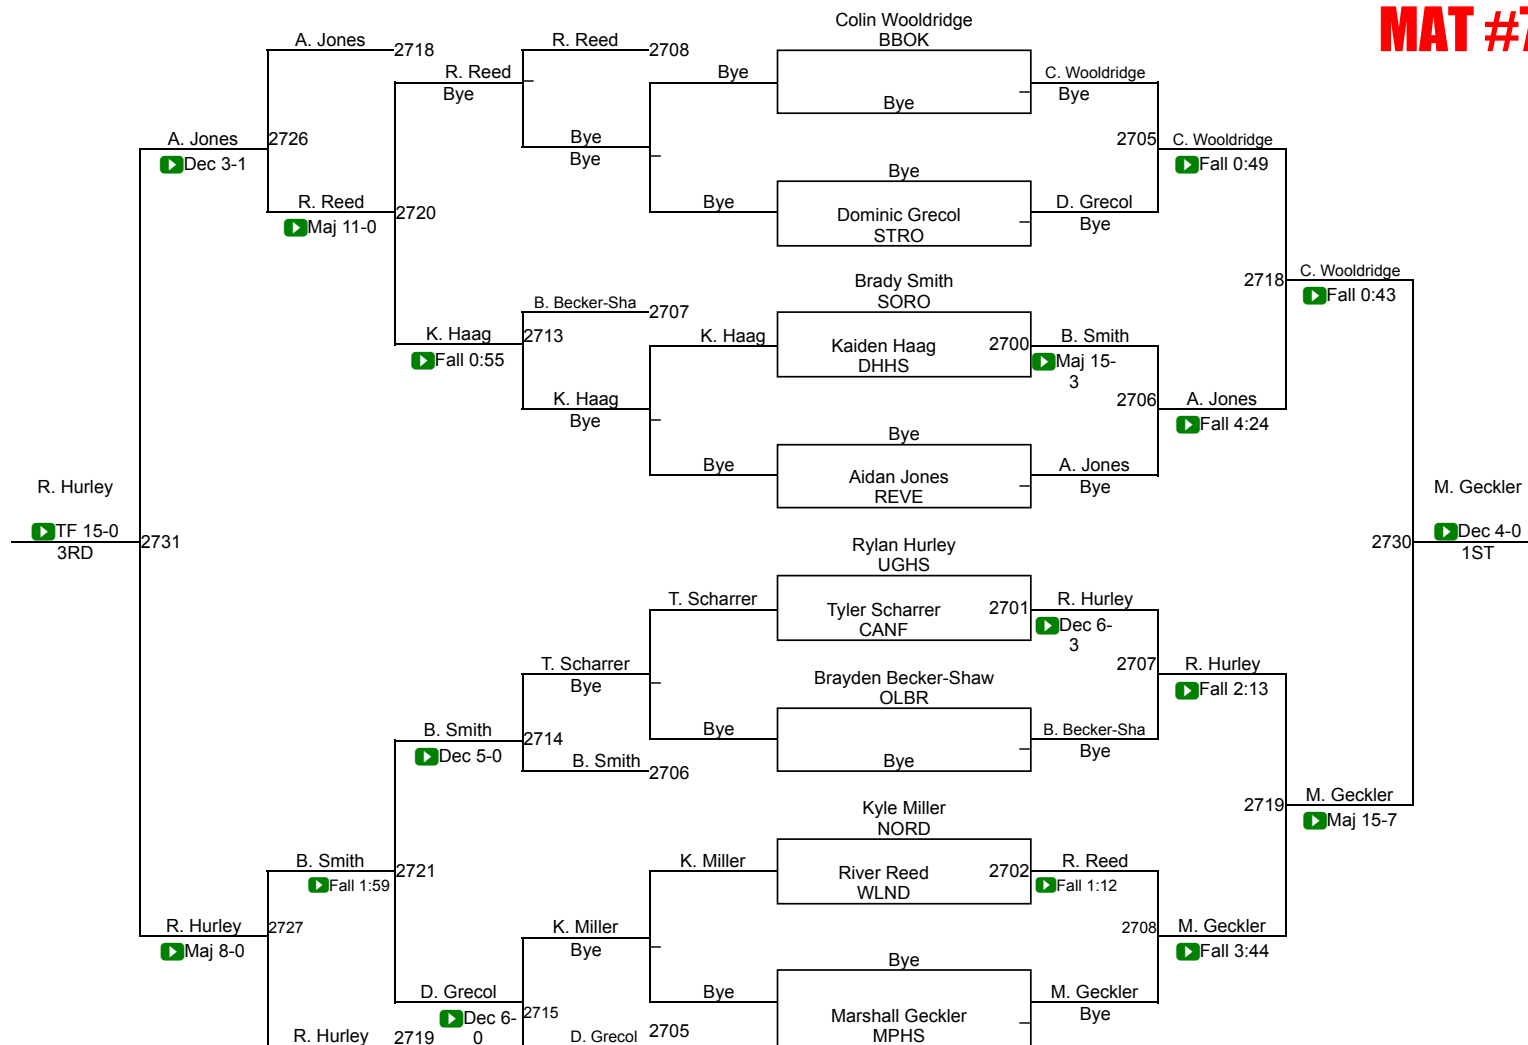 MAT #7
Colin Wooldridge
A. Jones
2718
R. Reed
2708
BBOK
R. Reed
Bye
Bye
C. Wooldridge
Bye
Bye
A. Jones
2726
Bye
2705
C. Wooldridge
Dec 3-1
Bye
Fall 0:49
Bye
R. Reed
2720
Bye
Dominic Grecol
D. Grecol
Maj 11-0
STRO
Bye
Brady Smith
2718
C. Wooldridge
B. Becker-Sha
2707
SORO
Fall 0:43
K. Haag
2713
K. Haag
Kaiden Haag
2700
B. Smith
Fall 0:55
DHHS
Maj 15-
3
K. Haag
2706
A. Jones
Bye
Fall 4:24
Bye
Bye
Aidan Jones
A. Jones
R. Hurley
REVE
Bye
M. Geckler
TF 15-0
2731
2730
Dec 4-0
3RD
1ST
Rylan Hurley
UGHS
T. Scharrer
Tyler Scharrer
2701
R. Hurley
CANF
Dec 6-
3
T. Scharrer
2707
R. Hurley
Bye
Brayden Becker-Shaw
Fall 2:13
OLBR
B. Smith
2714
Bye
B. Becker-Sha
Dec 5-0
Bye
Bye
B. Smith
2706
Kyle Miller
2719
M. Geckler
NORD
Maj 15-7
B. Smith
2721
K. Miller
River Reed
2702
R. Reed
Fall 1:59
WLND
Fall 1:12
R. Hurley
2727
K. Miller
2708
M. Geckler
Maj 8-0
Bye
Bye
Fall 3:44
D. Grecol
Bye
M. Geckler
Dec 6-
0
2715
Marshall Geckler
Bye
R. Hurley
2719
D. Grecol
2705
MPHS